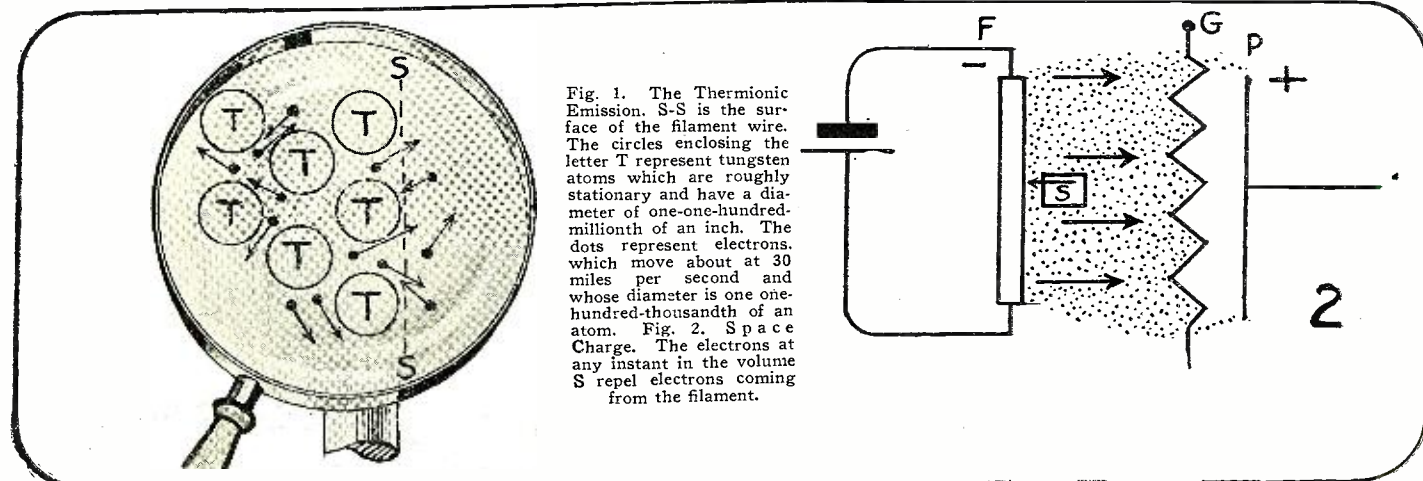 S
T
T
T
T
T
T
T
S
Fig. 1. The Thermionic
Emission. S-S is the sur-
face of the filament wire.
The circles enclosing the
letter T represent tungsten
atoms which are roughly
stationary and have a dia-
meter of one-one-hundred-
millionth of an inch. The
dots represent electrons.
which move about at 30
miles per second and
whose diameter is one one-
hundred-thousandth of an
atom. Fig. 2. Space
Charge. The electrons at
any instant in the volume
S repel electrons coming
from the filament.
F
-
G
P
+
S
2